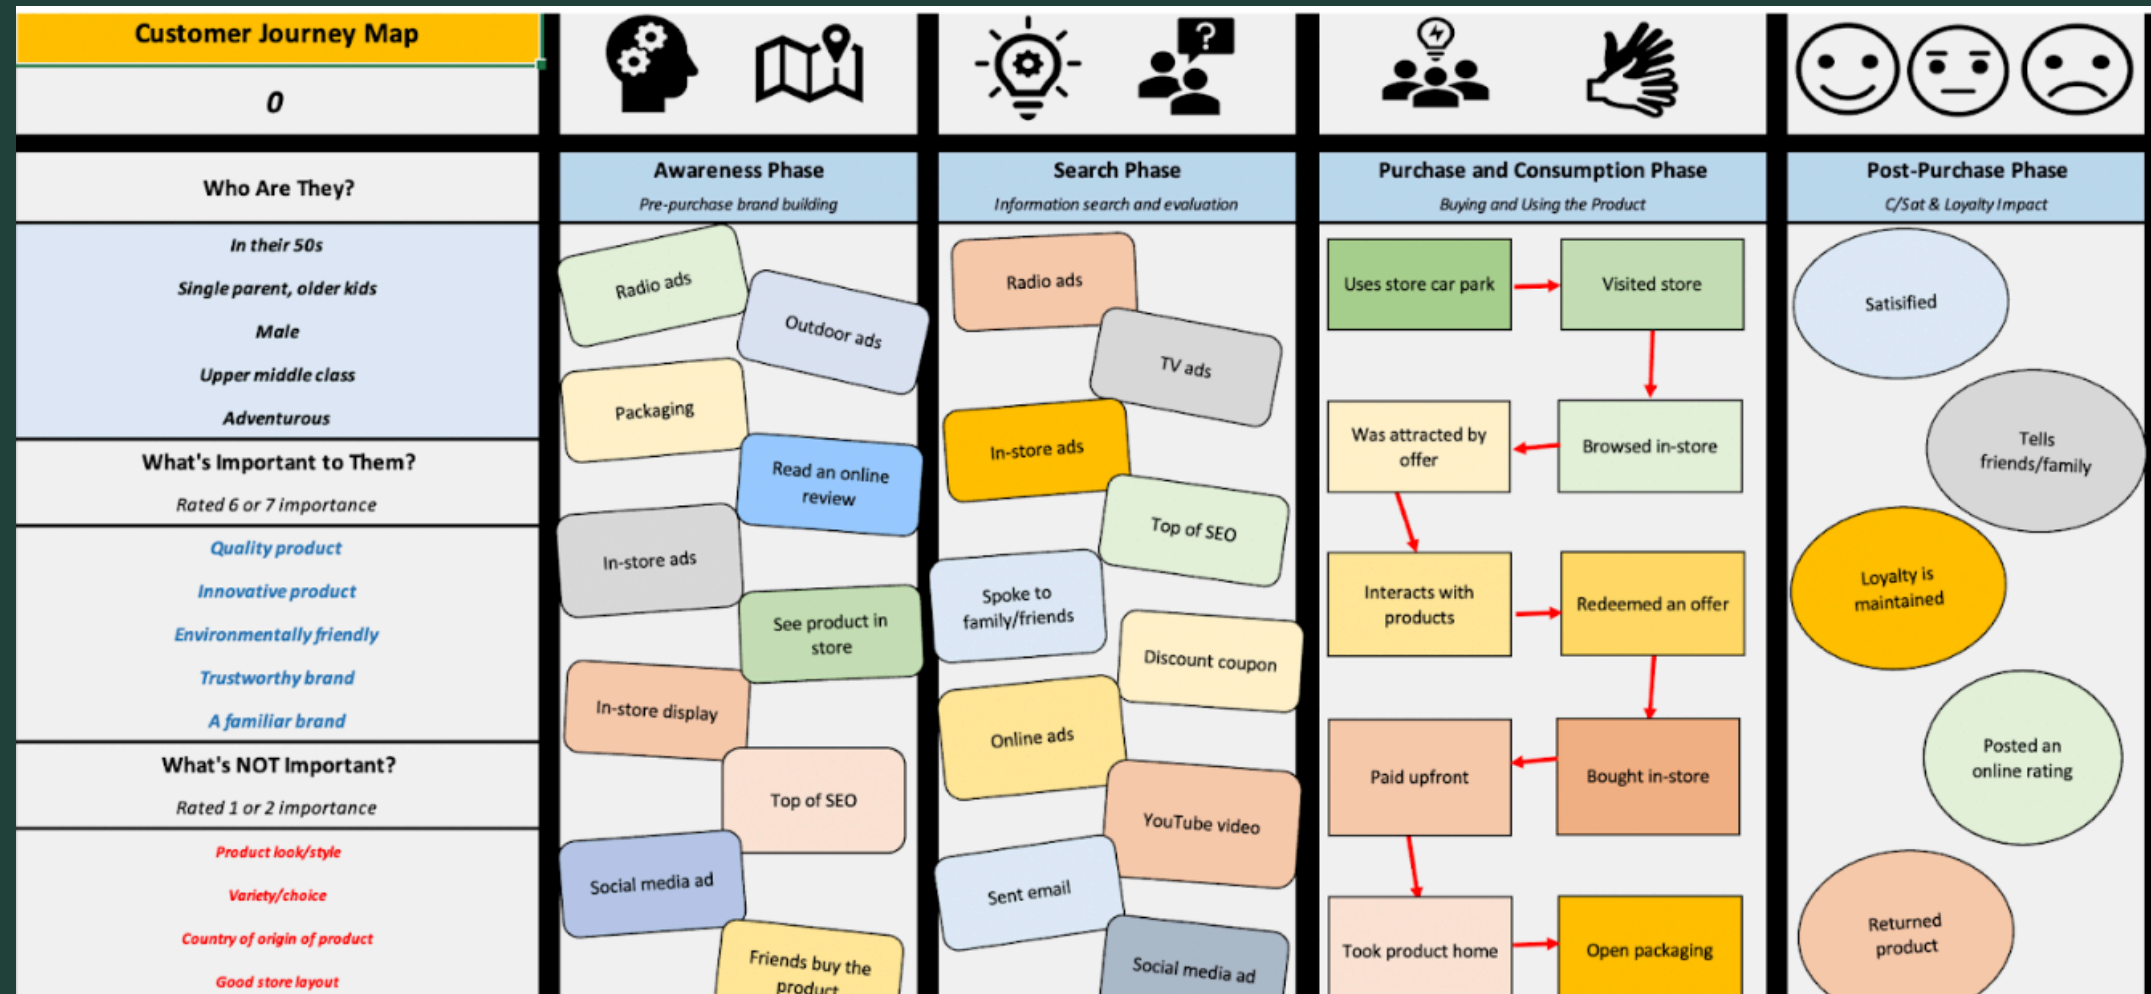 Customer Journey Map
0
?
Who Are They?
In their 50s
Single parent, older kids
Male
Upper middle class
Adventurous
What's Important to Them?
Rated 6 or 7 importance
Quality product
Innovative product
Environmentally friendly
Trustworthy brand
A familiar brand
What's NOT Important?
Rated 1 or 2 importance
Product look/style
Variety/choice
Country of origin of product
Good store layout
Awareness Phase
Pre-purchase brand building
Radio ads
Outdoor ads
Packaging
Read an online
review
In-store ads
See product in
store
In-store display
Top of SEO
Social media ad
Friends buy the
product
Search Phase
Information search and evaluation
Radio ads
TV ads
In-store ads
Top of SEO
Spoke to
family/friends
Discount coupon
Online ads
YouTube video
Sent email
Social media ad
Purchase and Consumption Phase
Buying and Using the Product
Uses store car park
Visited store
Browsed in-store
Was attracted by
offer
Interacts with
products
Redeemed an offer
Bought in-store
Paid upfront
Took product home
Open packaging
Post-Purchase Phase
C/Sat & Loyalty Impact
Satisified
Tells
friends/family
Loyalty is
maintained
Posted an
online rating
Returned
product